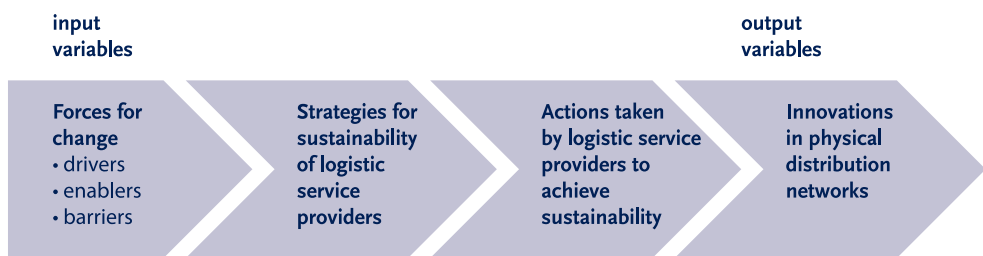 input
variables
output
variables
Forces for
change
• drivers
• enablers
• barriers
Strategies for
sustainability
of logistic
service
providers
Actions taken
by logistic service
providers to
achieve
sustainability
Innovations
in physical
distribution
networks